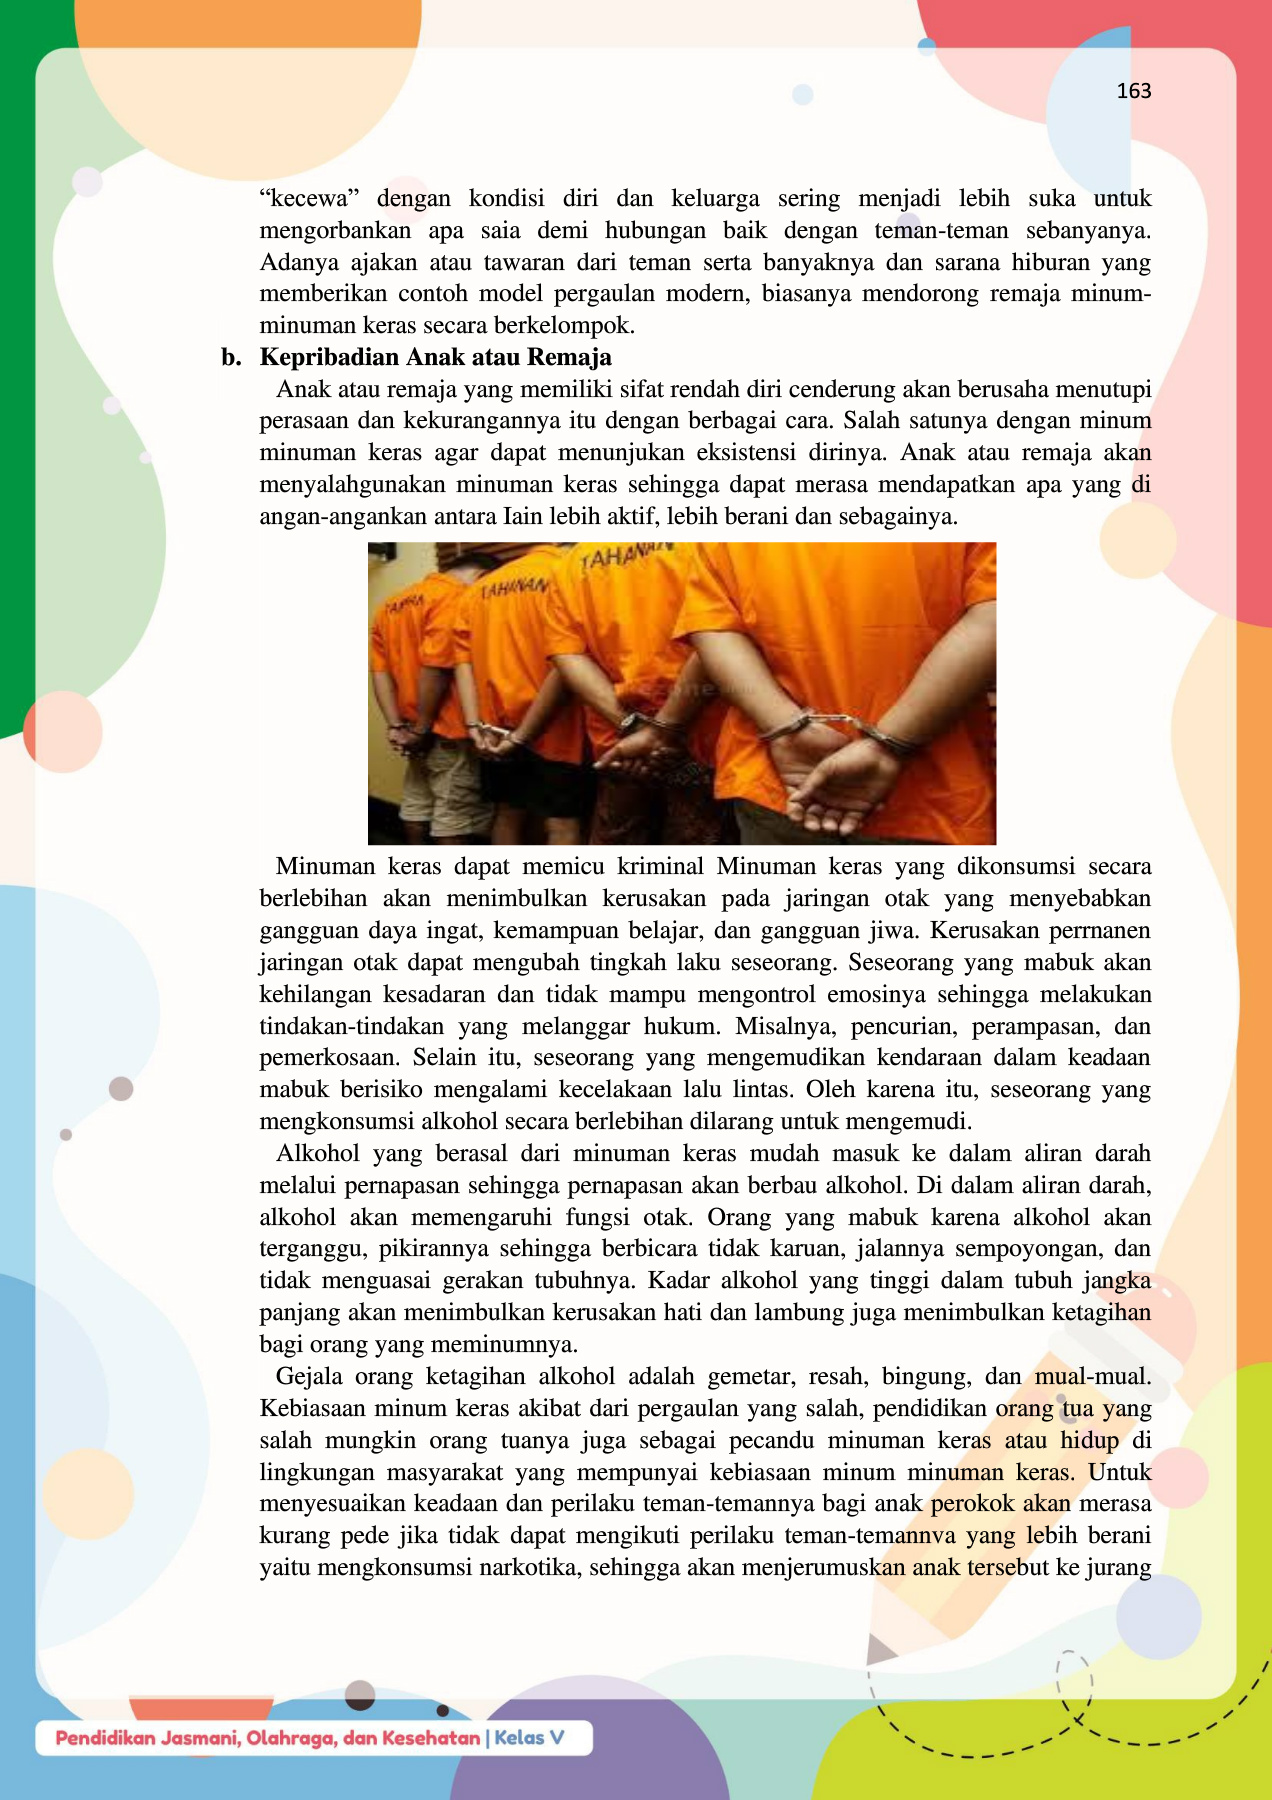 163
“kecewa” dengan kondisi diri dan keluarga sering menjadi lebih suka untuk
mengorbankan apa saia demi hubungan baik dengan teman-teman sebanyanya.
Adanya ajakan atau tawaran dari teman serta banyaknya dan sarana hiburan yang
memberikan contoh model pergaulan modern, biasanya mendorong remaja minum-
minuman keras secara berkelompok.
b. Kepribadian Anak atau Remaja
Anak atau remaja yang memiliki sifat rendah diri cenderung akan berusaha menutupi
perasaan dan kekurangannya itu dengan berbagai cara. Salah satunya dengan minum
minuman keras agar dapat menunjukan eksistensi dirinya. Anak atau remaja akan
menyalahgunakan minuman keras sehingga dapat merasa mendapatkan apa yang di
angan-angankan antara Iain lebih aktif, lebih berani dan sebagainya.
TAHANAN
TAHANAN
Minuman keras dapat memicu kriminal Minuman keras yang dikonsumsi secara
berlebihan akan menimbulkan kerusakan pada jaringan otak yang menyebabkan
gangguan daya ingat, kemampuan belajar, dan gangguan jiwa. Kerusakan perrnanen
jaringan otak dapat mengubah tingkah laku seseorang. Seseorang yang mabuk akan
kehilangan kesadaran dan tidak mampu mengontrol emosinya sehingga melakukan
tindakan-tindakan yang melanggar hukum. Misalnya, pencurian, perampasan, dan
pemerkosaan. Selain itu, seseorang yang mengemudikan kendaraan dalam keadaan
mabuk berisiko mengalami kecelakaan lalu lintas. Oleh karena itu, seseorang yang
mengkonsumsi alkohol secara berlebihan dilarang untuk mengemudi.
Alkohol yang berasal dari minuman keras mudah masuk ke dalam aliran darah
melalui pernapasan sehingga pernapasan akan berbau alkohol. Di dalam aliran darah,
alkohol akan memengaruhi fungsi otak. Orang yang mabuk karena alkohol akan
terganggu, pikirannya sehingga berbicara tidak karuan, jalannya sempoyongan, dan
tidak menguasai gerakan tubuhnya. Kadar alkohol yang tinggi dalam tubuh jangka
panjang akan menimbulkan kerusakan hati dan lambung juga menimbulkan ketagihan
bagi orang yang meminumnya.
Gejala orang ketagihan alkohol adalah gemetar, resah, bingung, dan mual-mual.
Kebiasaan minum keras akibat dari pergaulan yang salah, pendidikan orang tua yang
salah mungkin orang tuanya juga sebagai pecandu minuman keras atau hidup di
lingkungan masyarakat yang mempunyai kebiasaan minum minuman keras. Untuk
menyesuaikan keadaan dan perilaku teman-temannya bagi anak perokok akan merasa
kurang pede jika tidak dapat mengikuti perilaku teman-temannva yang lebih berani
yaitu mengkonsumsi narkotika, sehingga akan menjerumuskan anak tersebut ke jurang
Pendidikan Jasmani, Olahraga, dan Kesehatan | Kelas V